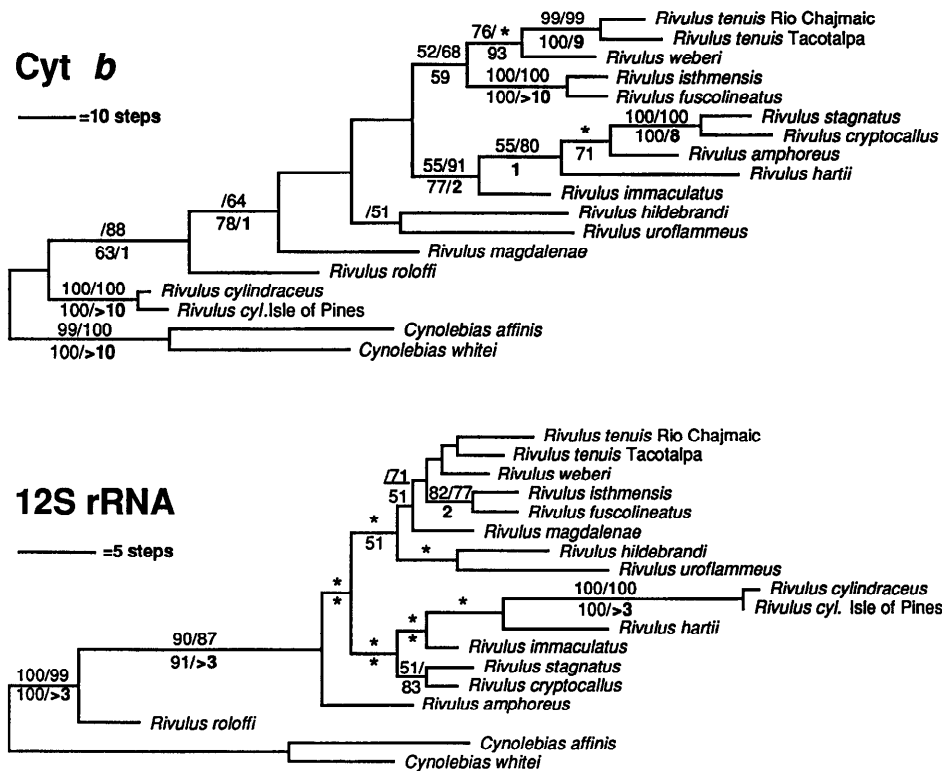 Cyt b
=10 steps
99/99
Rivulus tenuis Rio Chajmaic
76/ *
100/9
Rivulus tenuis Tacotalpa
52/68
93
Rivulus weberi
59
100/100
Rivulus isthmensis
100/>10
Rivulus fuscolineatus
100/100
Rivulus stagnatus
*
100/8
Rivulus cryptocallus
55/80
71
Rivulus amphoreus
55/91
1
Rivulus hartii
77/2
Rivulus immaculatus
/64
/51
Rivulus hildebrandi
78/1
Rivulus uroflammeus
/88
Rivulus magdalenae
63/1
Rivulus roloffi
100/100
Rivulus cylindraceus
100/>10
Rivulus cyl.Isle of Pines
99/100
Cynolebias affinis
100/>10
Cynolebias whitei
12S rRNA
=5 steps
Rivulus tenuis Rio Chajmaic
Rivulus tenuis Tacotalpa
/71
Rivulus weberi
51
82/77
Rivulus isthmensis
2
Rivulus fuscolineatus
*
Rivulus magdalenae
51
*
Rivulus hildebrandi
Rivulus uroflammeus
*
*
100/100
Rivulus cylindraceus
*
100/>3
Rivulus cyl. Isle of Pines
*
*
Rivulus hartii
90/87
*
*
Rivulus immaculatus
91/>3
51/
Rivulus stagnatus
100/99
83
Rivulus cryptocallus
100/>3
Rivulus amphoreus
Rivulus roloffi
Cynolebias affinis
Cynolebias whitei